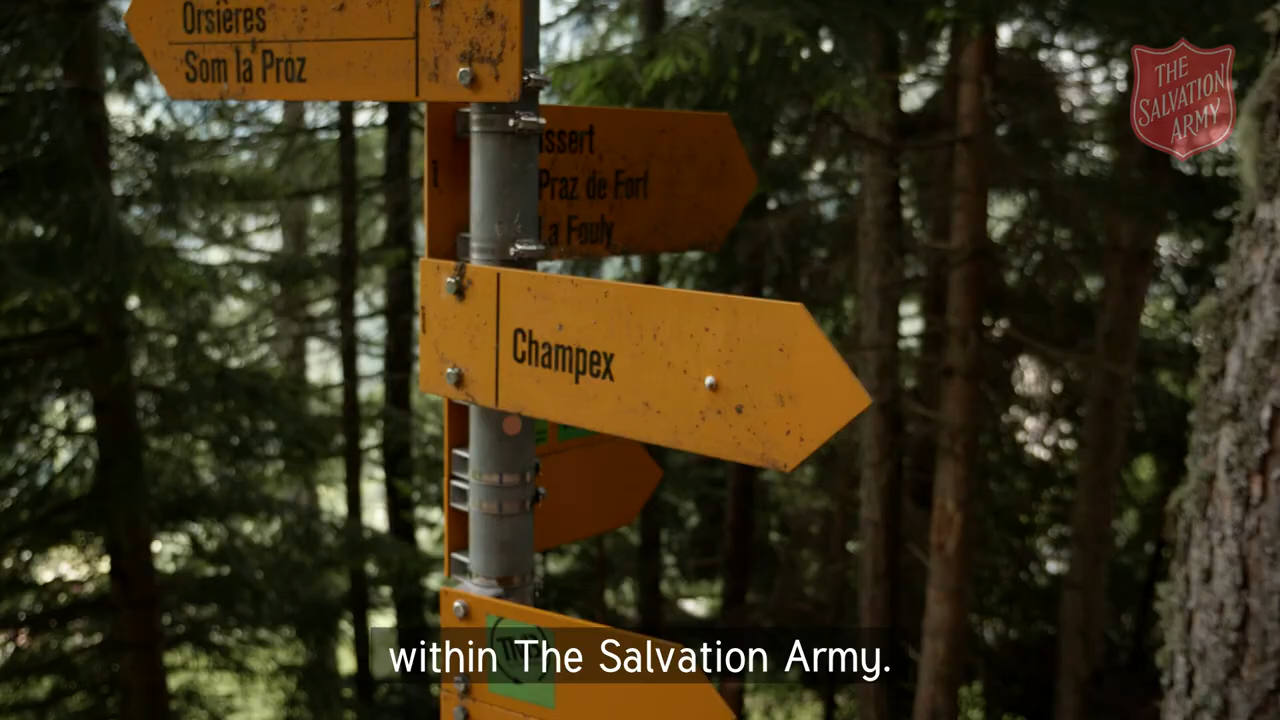 Orsières
Som la Proz
THE
SALVATION
ARMY
Praz de Fort
La Fouly
Champex
within The Salvation Army.